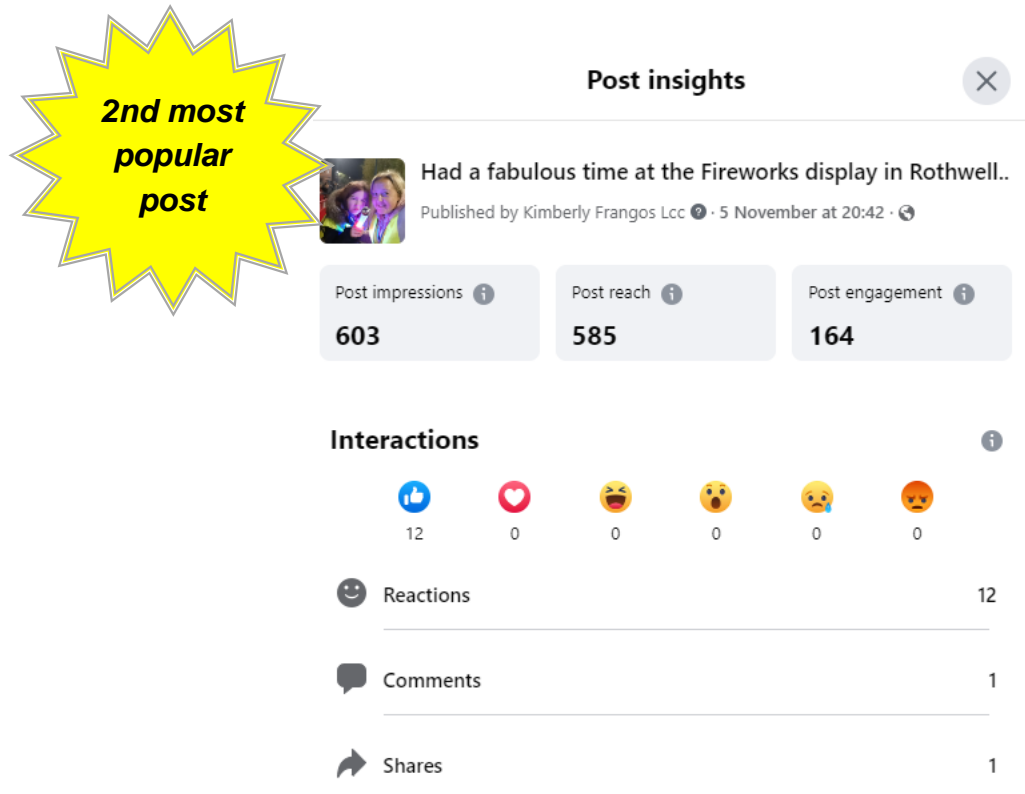 2nd most
popular
post
Post insights
Had a fabulous time at the Fireworks display in Rothwell..
Published by Kimberly Frangos Lcc · 5 November at 20:42 ·
Post impressions
603
Post reach
585
Post engagement
164
Interactions
12 0 0 0 0 0
Reactions 12
Comments 1
Shares 1